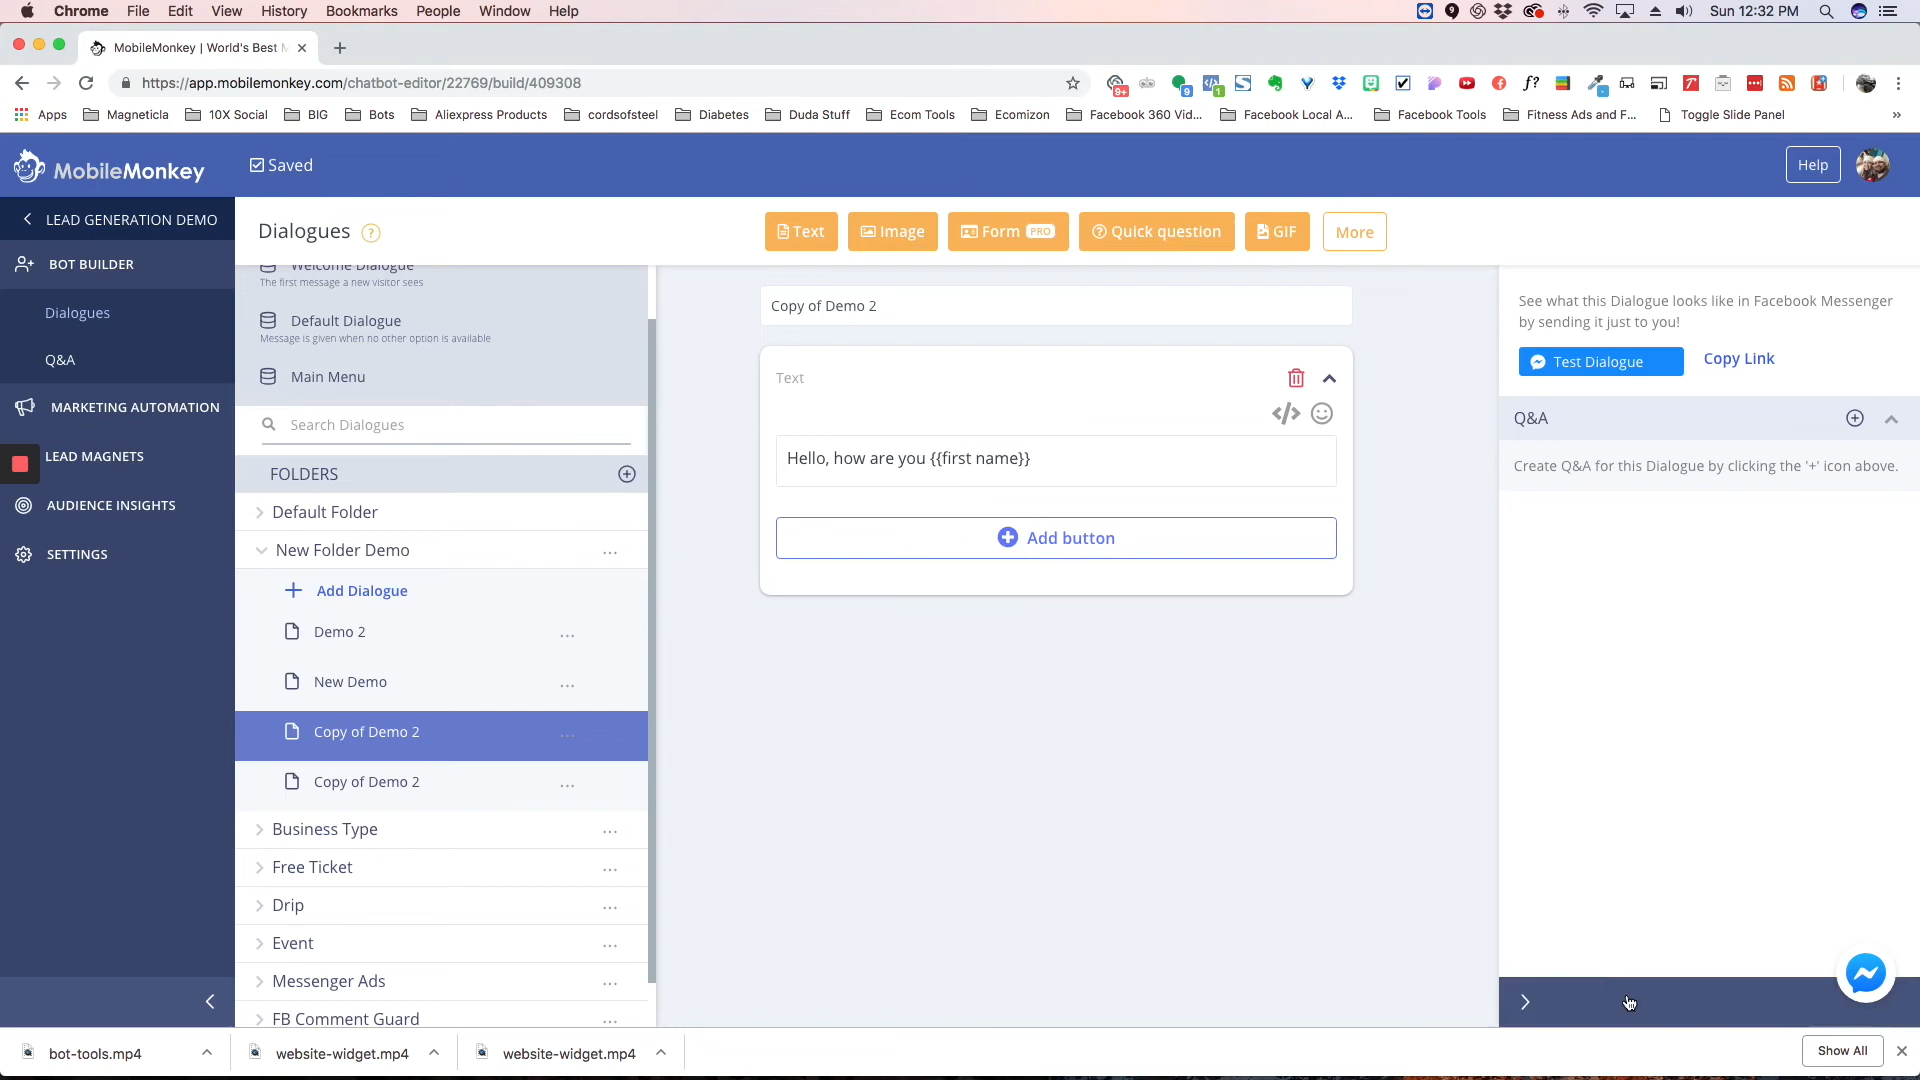 Chrome File Edit View History Bookmarks People Window Help
Sun 12:32 PM
MobileMonkey | World's Best M
https://app.mobilemonkey.com/chatbot-editor/22769/build/409308
Apps Magneticla 10X Social BIG Bots Aliexpress Products cordsofsteel Diabetes Duda Stuff Ecom Tools Ecomizon Facebook 360 Vid... Facebook Local A... Facebook Tools Fitness Ads and F... Toggle Slide Panel »
MobileMonkey
Saved
Help
LEAD GENERATION DEMO
BOT BUILDER
Dialogues
Q&A
MARKETING AUTOMATION
LEAD MAGNETS
AUDIENCE INSIGHTS
SETTINGS
Dialogues ?
Text Image Form PRO Quick question GIF More
Welcome Dialogue
The first message a new visitor sees
Default Dialogue
Message is given when no other option is available
Main Menu
Search Dialogues
FOLDERS
Default Folder
New Folder Demo ...
Add Dialogue
Demo 2 ...
New Demo ...
Copy of Demo 2 ...
Copy of Demo 2 ...
Business Type ...
Free Ticket ...
Drip ...
Event ...
Messenger Ads ...
FB Comment Guard ...
Copy of Demo 2
Text
Hello, how are you {{first name}}
Add button
See what this Dialogue looks like in Facebook Messenger
by sending it just to you!
Test Dialogue Copy Link
Q&A
Create Q&A for this Dialogue by clicking the '+' icon above.
bot-tools.mp4 website-widget.mp4 website-widget.mp4 Show All